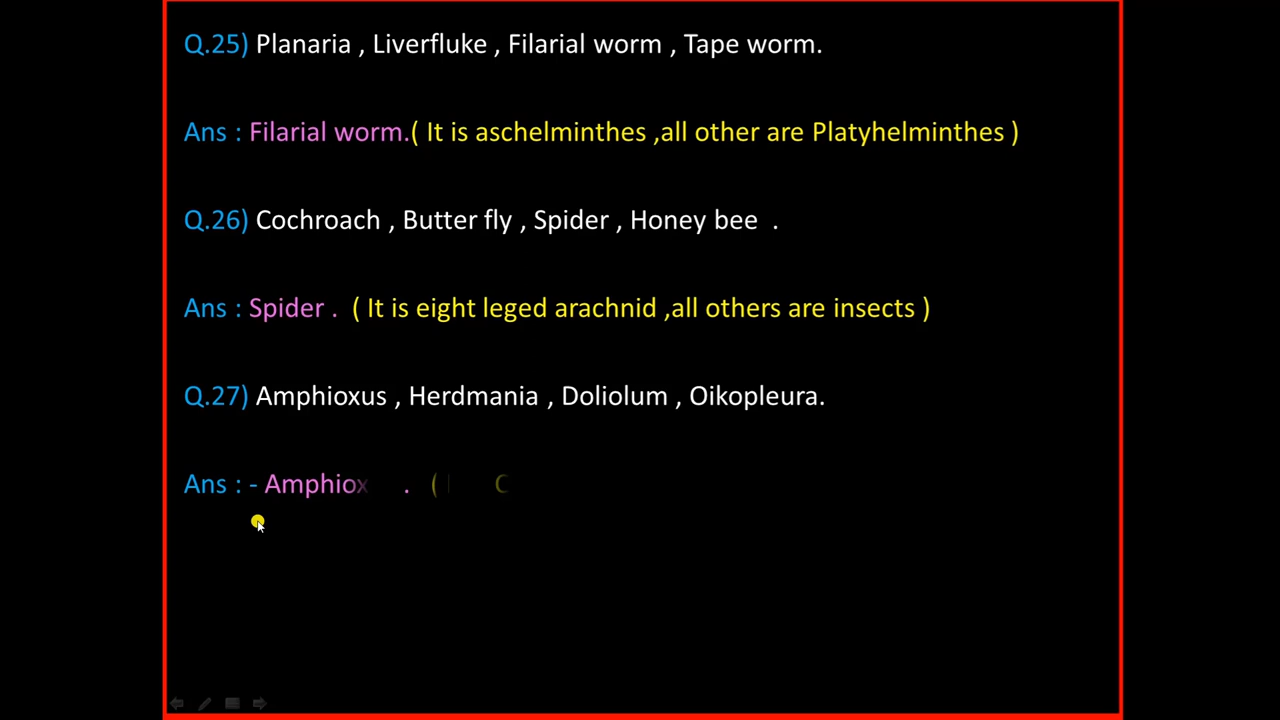 Q.25) Planaria , Liverfluke , Filarial worm , Tape worm.
Ans : Filarial worm.( It is aschelminthes ,all other are Platyhelminthes )
Q.26) Cochroach , Butter fly , Spider , Honey bee .
Ans : Spider . ( It is eight leged arachnid ,all others are insects )
Q.27) Amphioxus , Herdmania , Doliolum , Oikopleura.
Ans : - Amphiox . (